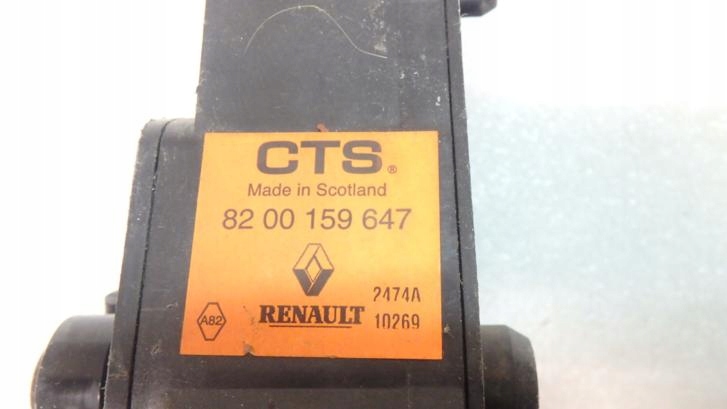 CTS®
Made in Scotland
82 00 159 647
2474A
A82 RENAULT 10269